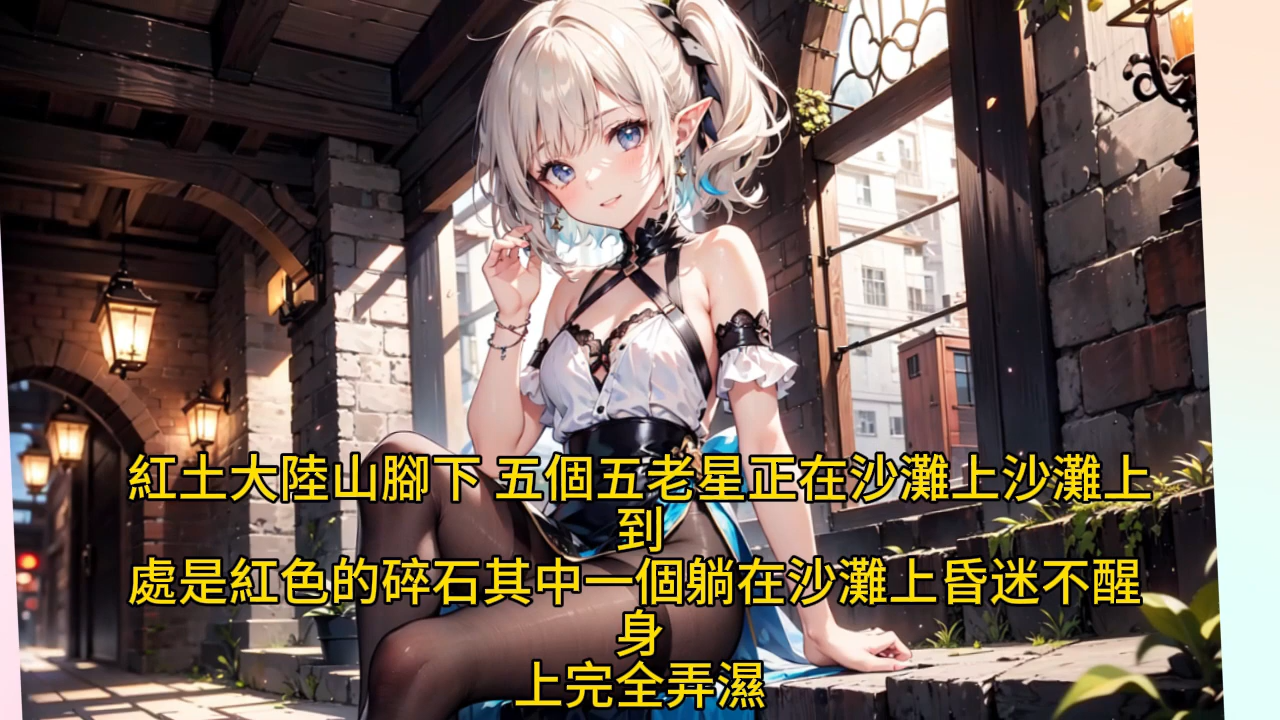 紅土大陸山腳下 五個五老星正在沙灘上沙灘上
到
處是紅色的碎石其中一個躺在沙灘上昏迷不醒
身
上完全弄濕